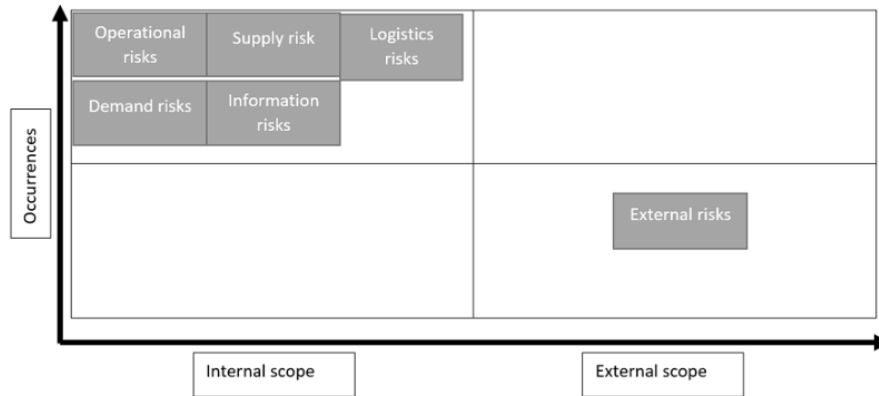 Operational
risks
Supply risk
Logistics
risks
Demand risks
Information
risks
Occurrences
External risks
Internal scope
External scope